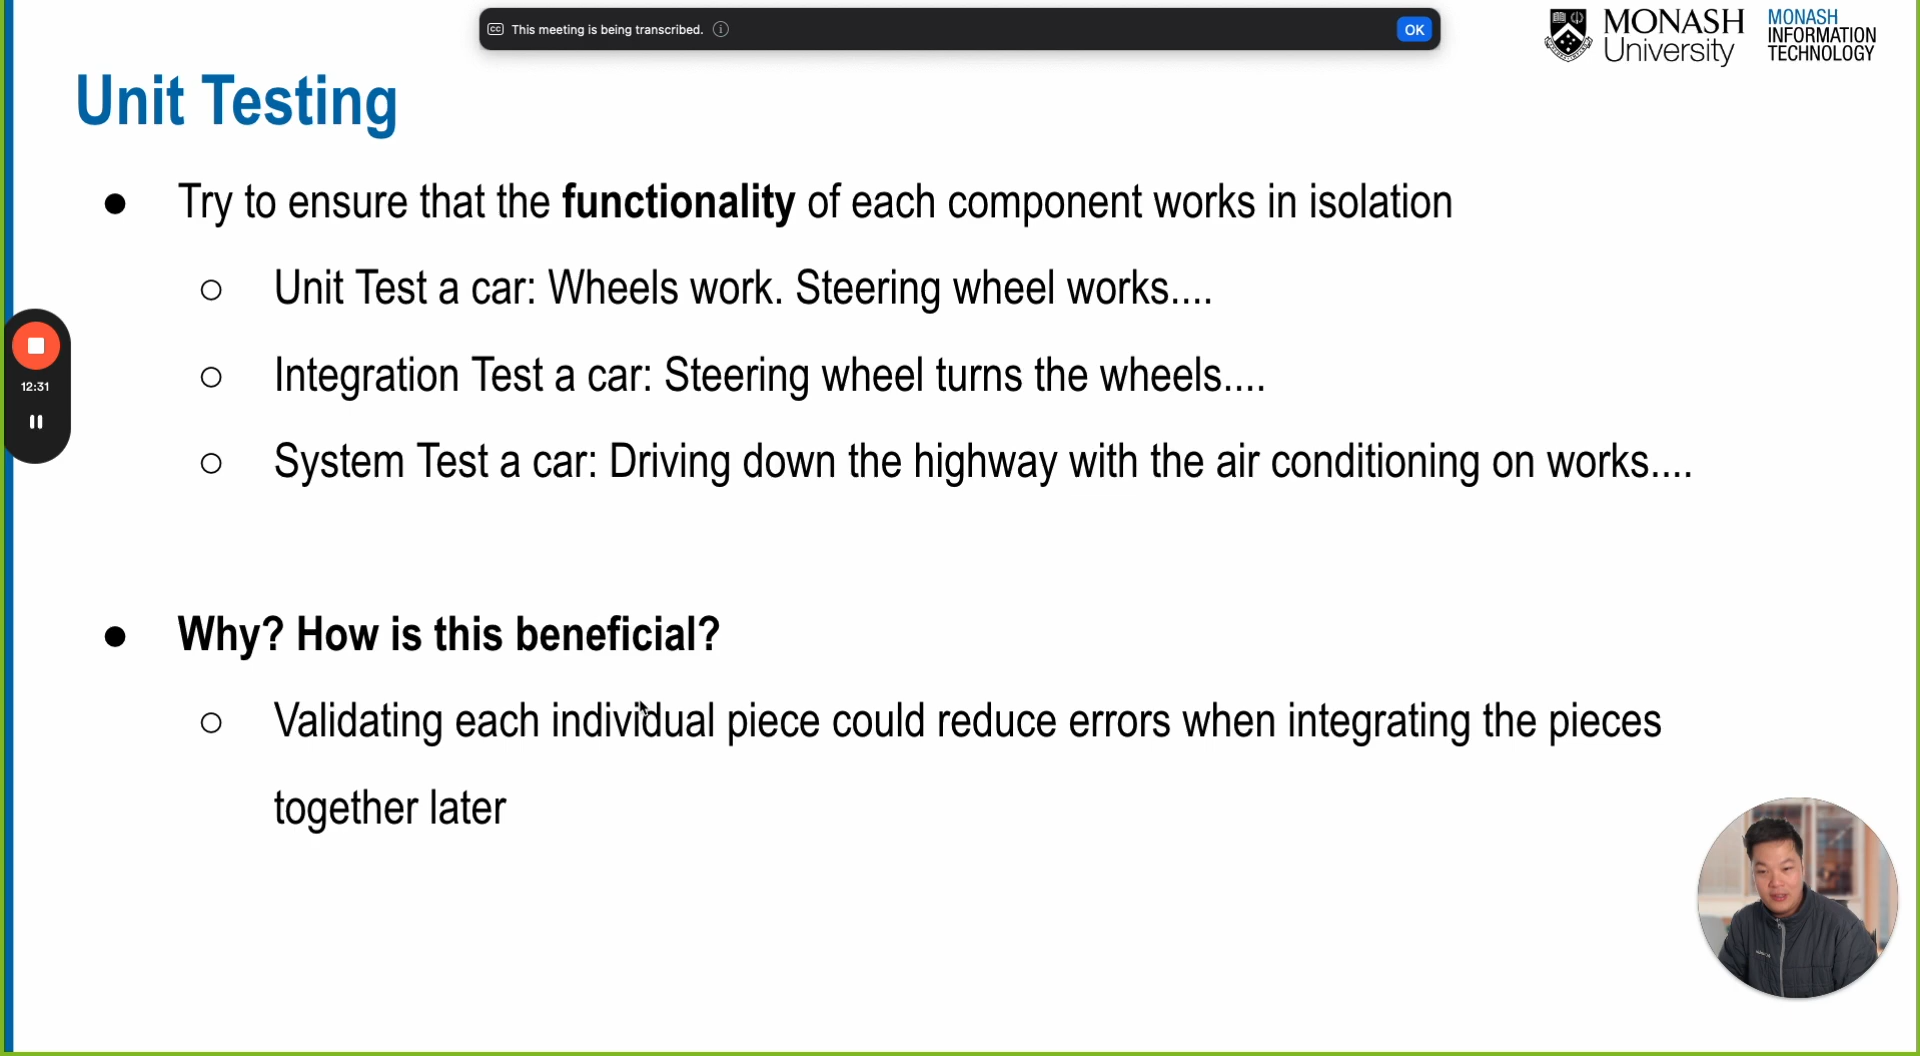 CC This meeting is being transcribed. i
OK
MONASH
University
MONASH
INFORMATION
TECHNOLOGY
Unit Testing
● Try to ensure that the functionality of each component works in isolation
○ Unit Test a car: Wheels work. Steering wheel works....
○ Integration Test a car: Steering wheel turns the wheels....
○ System Test a car: Driving down the highway with the air conditioning on works....
12:31
● Why? How is this beneficial?
○ Validating each individual piece could reduce errors when integrating the pieces
together later